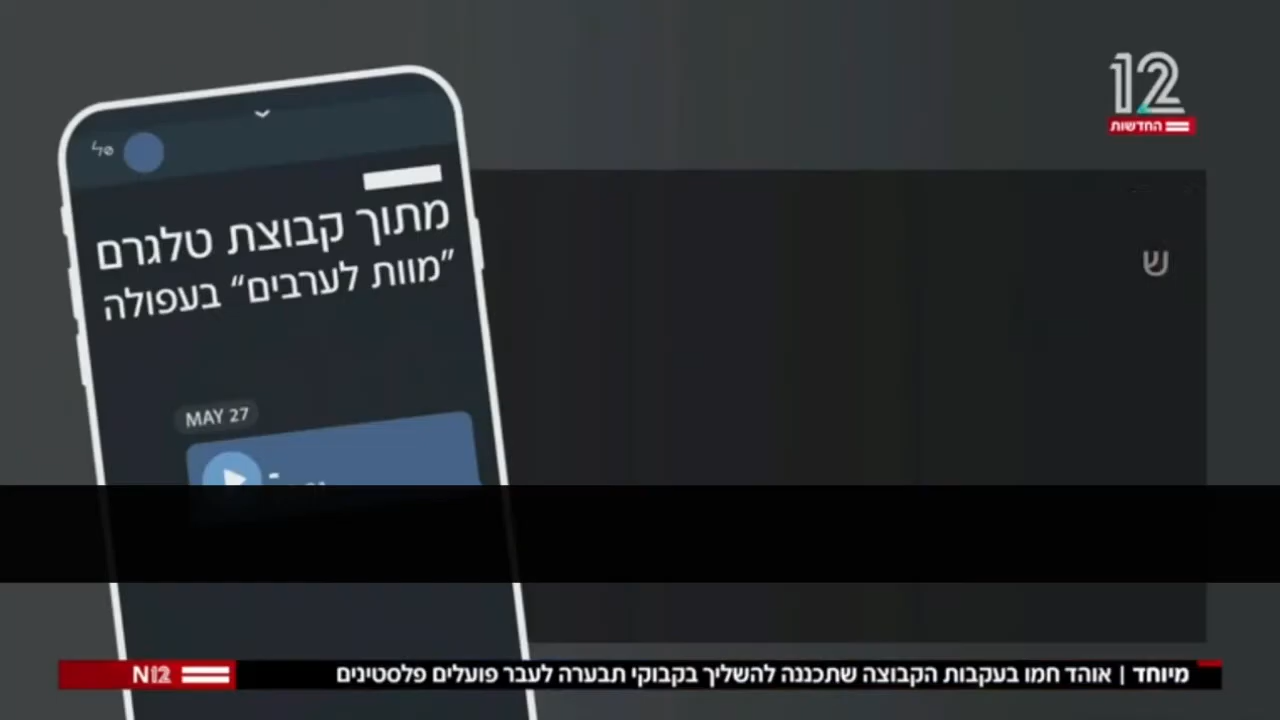 12
החדשות
טלי
מתוך קבוצת טלגרם
"מוות לערבים" בעפולה
ש
MAY 27
מיוחד | אוהד חמו בעקבות הקבוצה שתכננה להשליך בקבוקי תבערה לעבר פועלים פלסטינים
N12